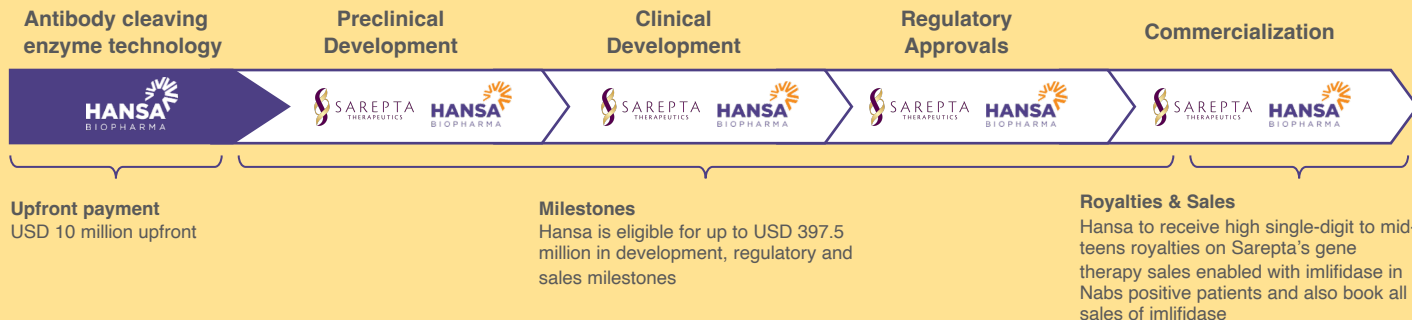 Antibody cleaving
enzyme technology
Preclinical
Development
Clinical
Development
Regulatory
Approvals
Commercialization
HANSA
BIOPHARMA
SAREPTA
THERAPEUTICS
HANSA
BIOPHARMA
SAREPTA
THERAPEUTICS
HANSA
BIOPHARMA
SAREPTA
THERAPEUTICS
HANSA
BIOPHARMA
SAREPTA
THERAPEUTICS
HANSA
BIOPHARMA
Upfront payment
USD 10 million upfront
Milestones
Hansa is eligible for up to USD 397.5
million in development, regulatory and
sales milestones
Royalties & Sales
Hansa to receive high single-digit to mid-
teens royalties on Sarepta's gene
therapy sales enabled with imlifidase in
Nabs positive patients and also book all
sales of imlifidase